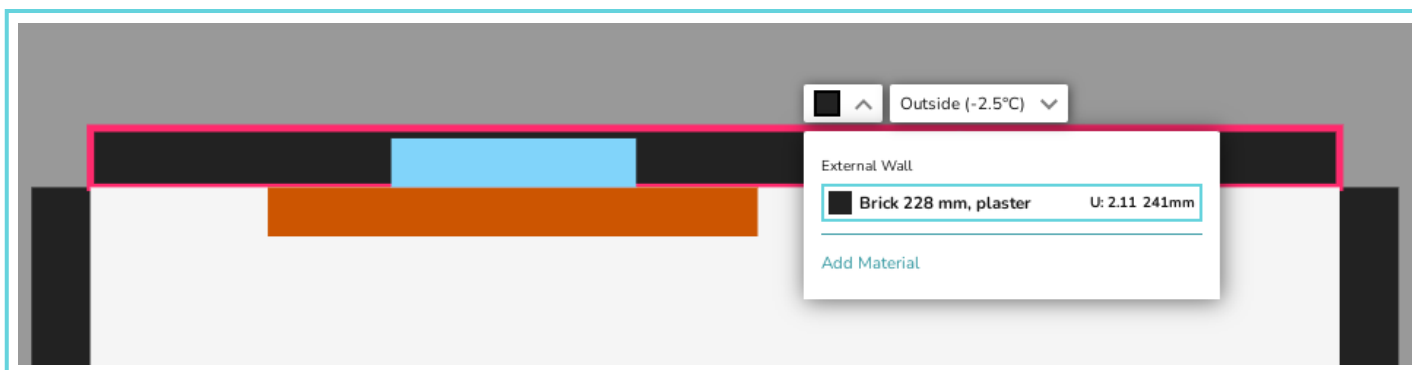 Outside (-2.5°C)
External Wall
Brick 228 mm, plaster U: 2.11 241mm
Add Material